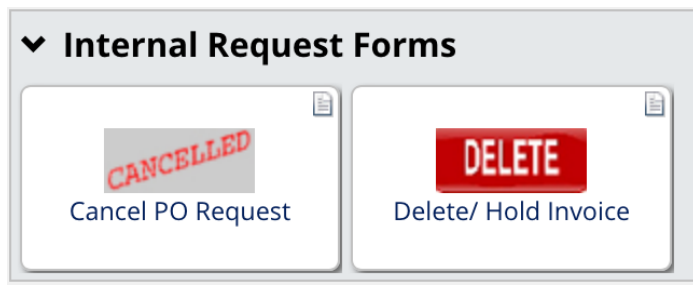 Internal Request Forms
CANCELLED
DELETE
Cancel PO Request
Delete/ Hold Invoice